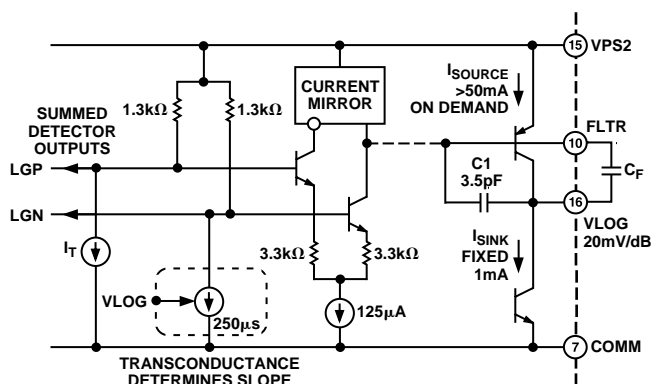 15 VPS2
CURRENT
MIRROR
ISOURCE
>50mA
ON DEMAND
1.3kΩ
1.3kΩ
SUMMED
DETECTOR
OUTPUTS
FLTR
10
LGP
C1
3.5pF
CF
LGN
16
VLOG
20mV/dB
IT
3.3kΩ
3.3kΩ
ISINK
FIXED
1mA
VLOG
250μs
125μA
7 COMM
TRANSCONDUCTANCE
DETERMINES SLOPE